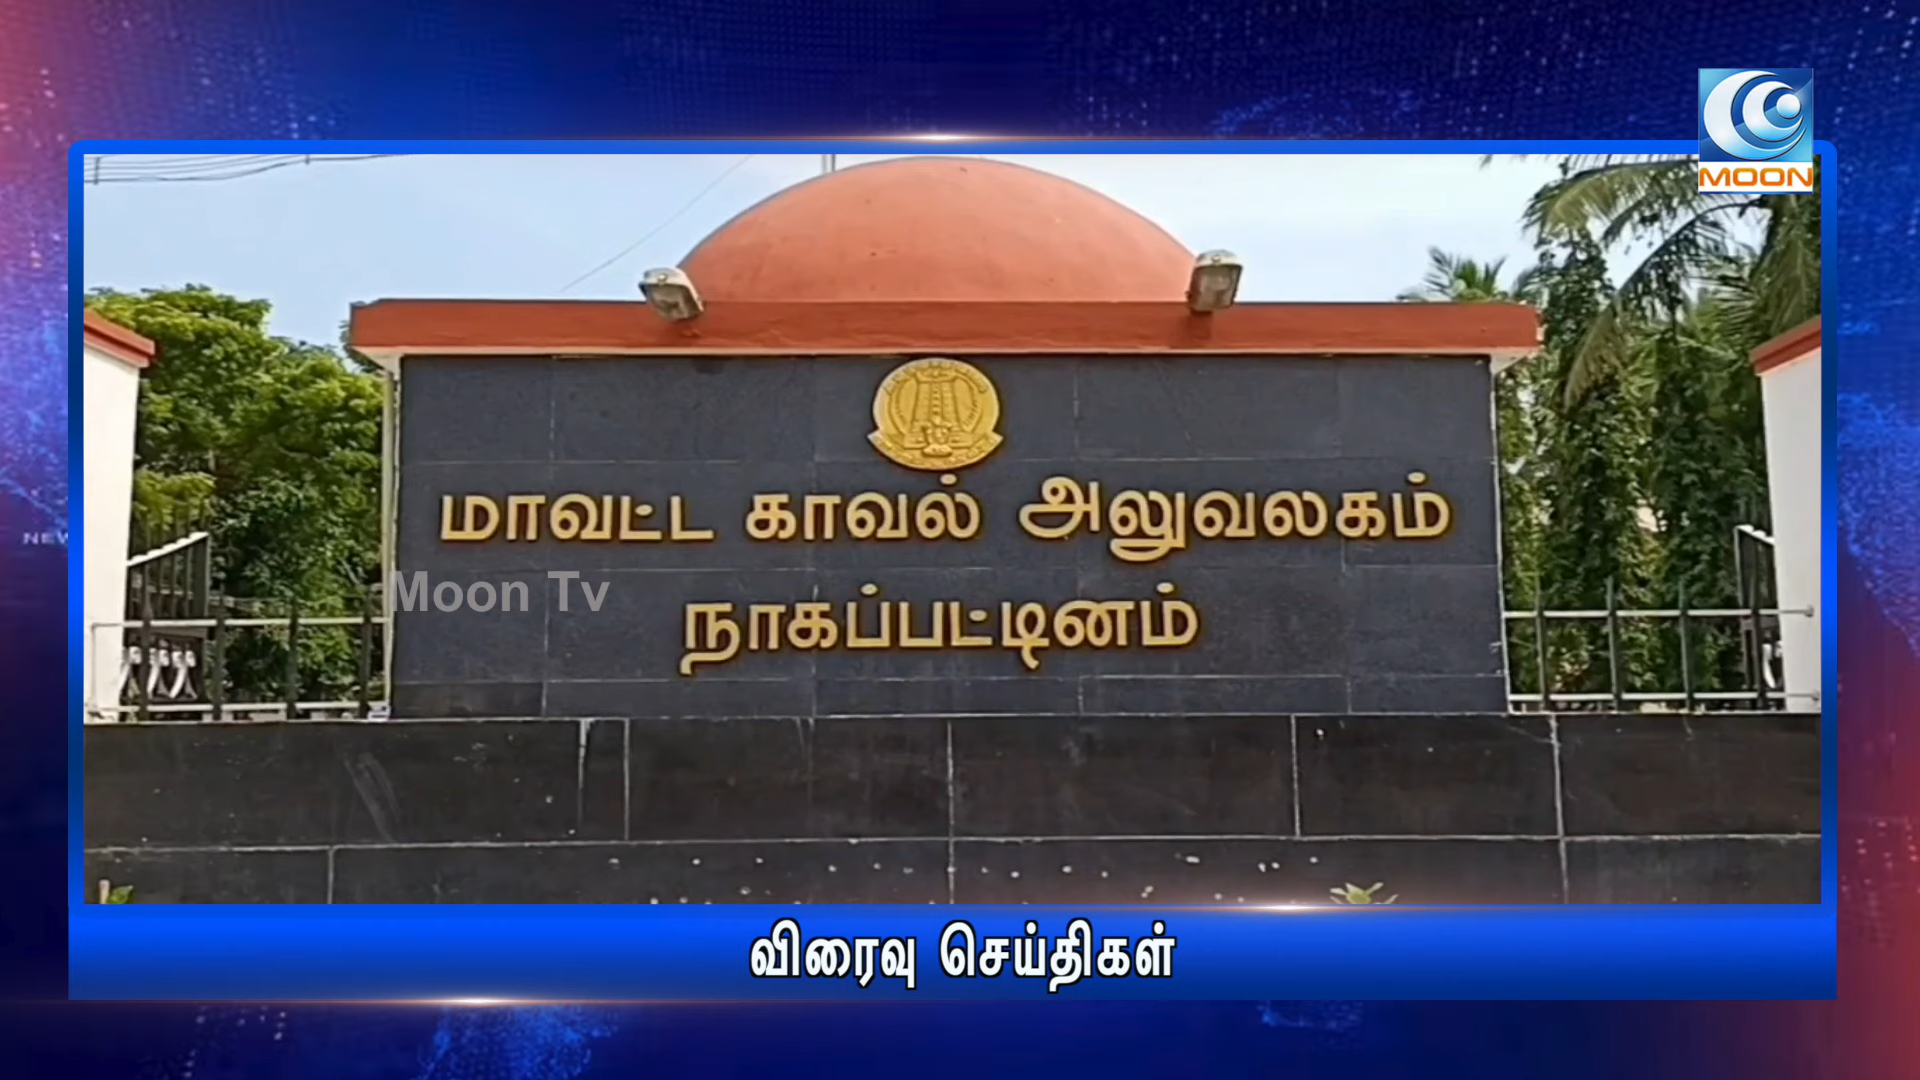 MOON
மாவட்ட காவல் அலுவலகம்
Moon Tv
நாகப்பட்டினம்
விரைவு செய்திகள்